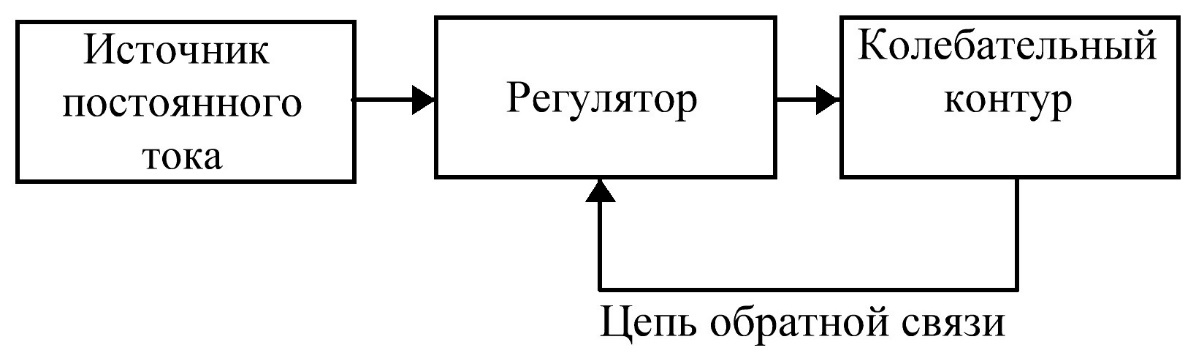 Источник
постоянного
тока
Регулятор
Колебательный
контур
Цепь обратной связи